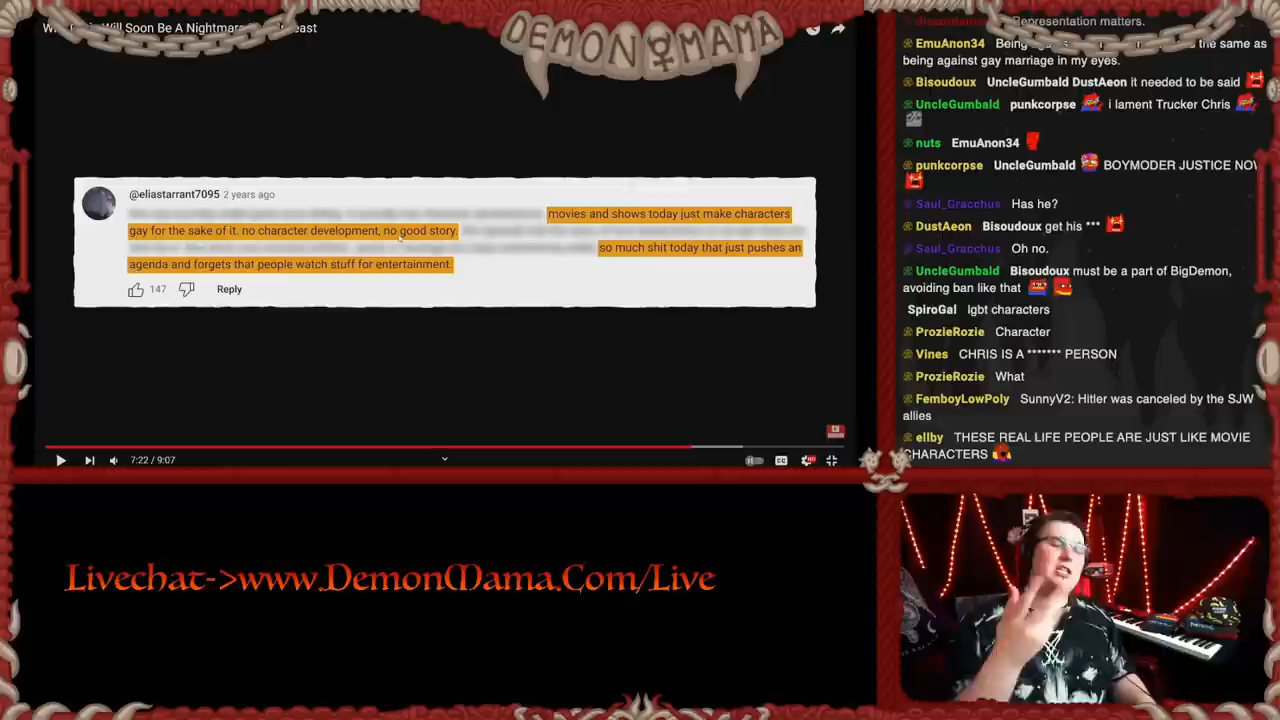 Will Soon Be A Nightmare
DEMON MAMA
@eliastarrant7095 2 years ago
movies and shows today just make characters
gay for the sake of it. no character development, no good story.
so much shit today that just pushes an
agenda and forgets that people watch stuff for entertainment.
147 Reply
7:22 / 9:07
Livechat->www.DemonMama.Com/Live
Representation matters.
EmuAnon34 Being the same as
being against gay marriage in my eyes.
Bisoudoux UncleGumbald DustAeon it needed to be said
UncleGumbald punkcorpse i lament Trucker Chris
nuts EmuAnon34
punkcorpse UncleGumbald BOYMODER JUSTICE NOW
Saul_Gracchus Has he?
DustAeon Bisoudoux get his ***
Saul_Gracchus Oh no.
UncleGumbald Bisoudoux must be a part of BigDemon,
avoiding ban like that
SpiroGal lgbt characters
ProzieRozie Character
Vines CHRIS IS A ******* PERSON
ProzieRozie What
FemboyLowPoly SunnyV2: Hitler was canceled by the SJW
allies
ellby THESE REAL LIFE PEOPLE ARE JUST LIKE MOVIE
CHARACTERS